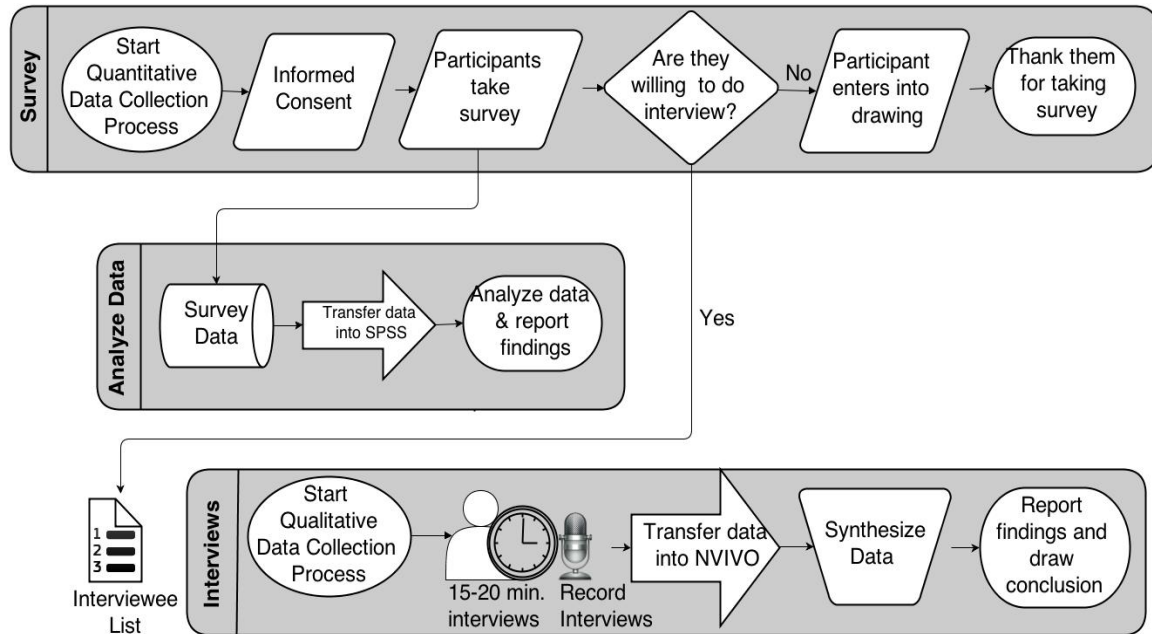 Survey
Start
Quantitative
Data Collection
Process
Informed
Consent
Participants
take
survey
Are they
willing to do
interview?
No
Participant
enters into
drawing
Thank them
for taking
survey
Yes
Analyze Data
Survey
Data
Transfer data
into SPSS
Analyze data
& report
findings
1
2
3
Interviewee
List
Interviews
Start
Qualitative
Data Collection
Process
15-20 min.
interviews
Record
Interviews
Transfer data
into NVIVO
Synthesize
Data
Report
findings and
draw
conclusion